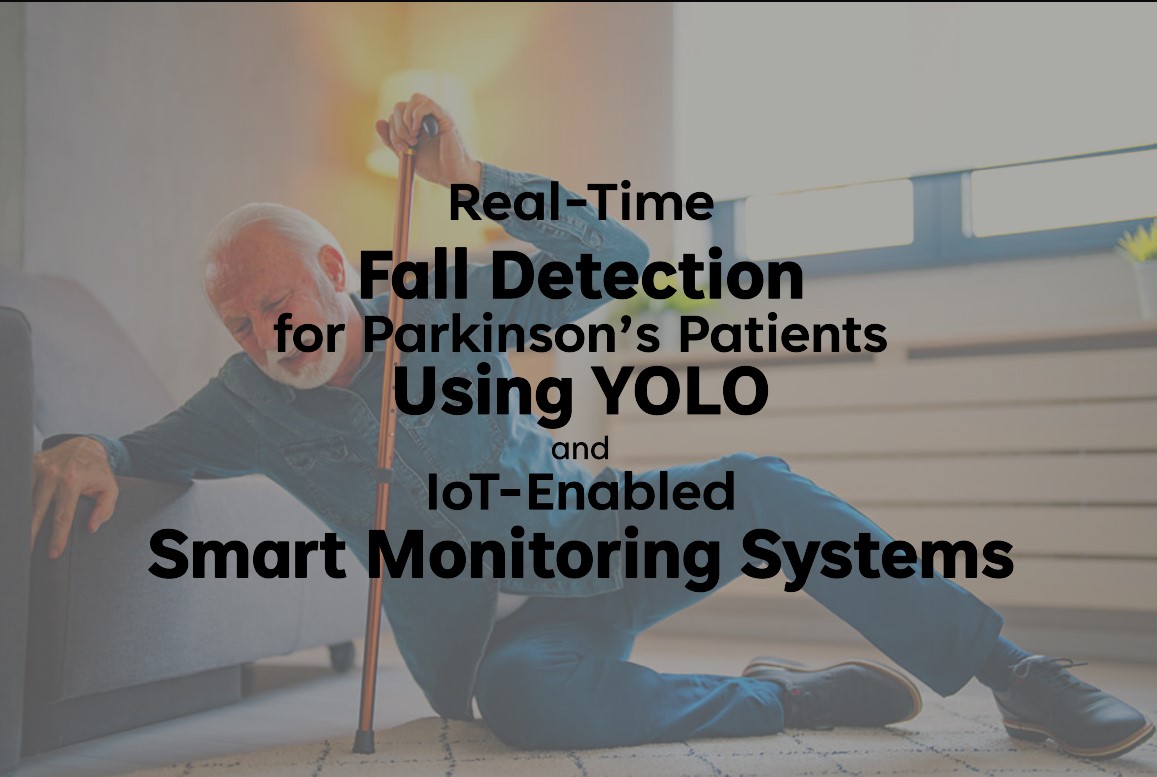 Real-Time
Fall Detection
for Parkinson's Patients
Using YOLO
and
IoT-Enabled
Smart Monitoring Systems